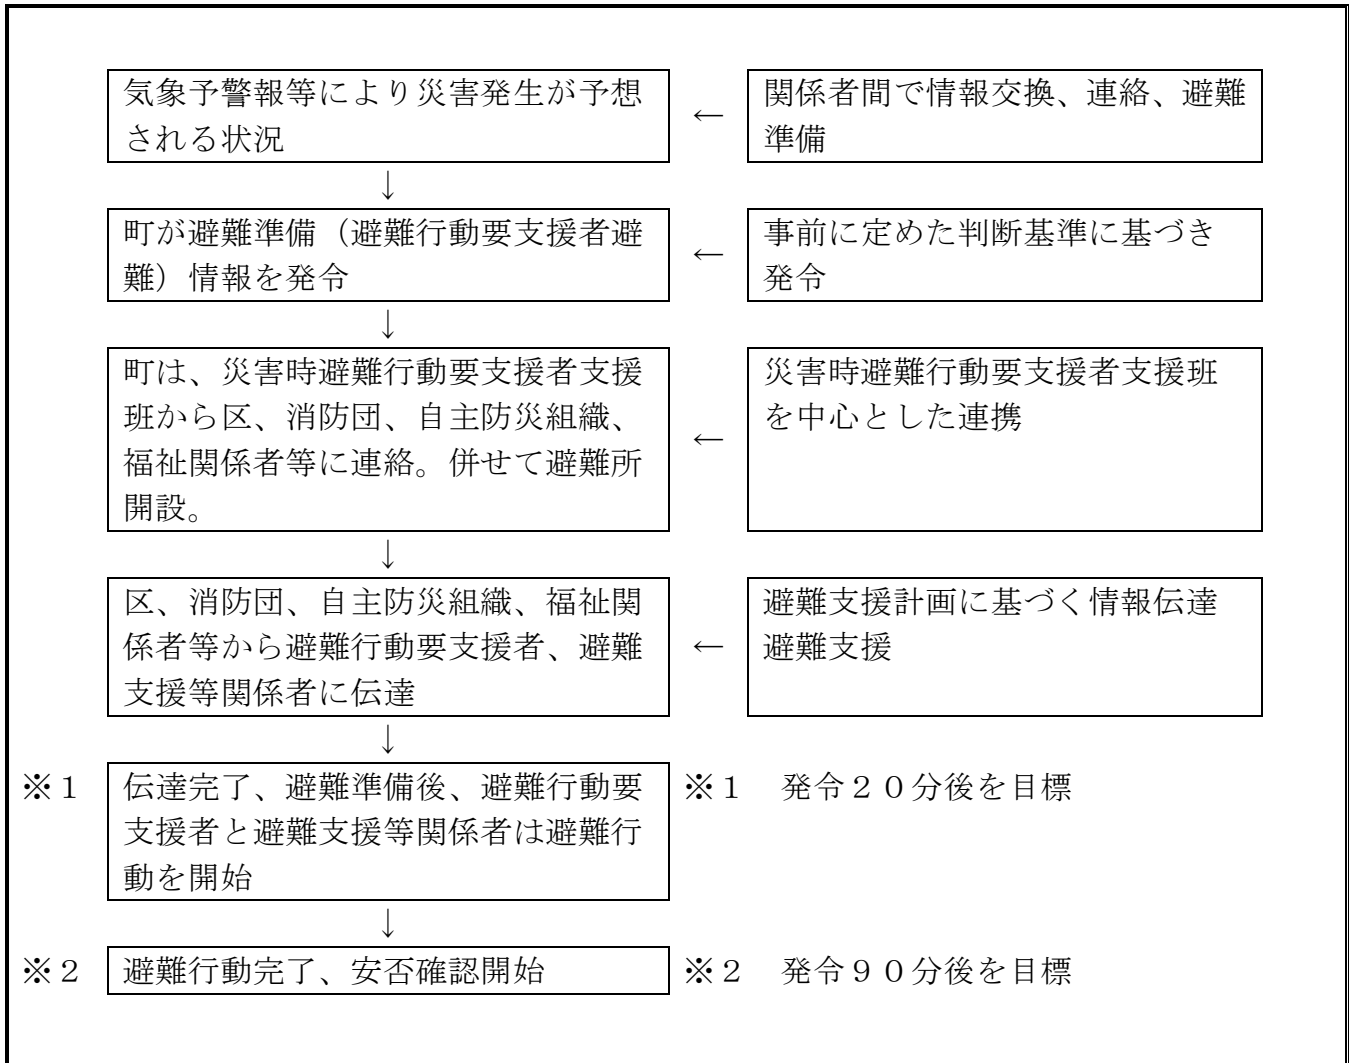 気象予警報等により災害発生が予想
される状況
←
関係者間で情報交換、連絡、避難
準備
↓
町が避難準備（避難行動要支援者避
難）情報を発令
←
事前に定めた判断基準に基づき
発令
↓
町は、災害時避難行動要支援者支援
班から区、消防団、自主防災組織、
福祉関係者等に連絡。併せて避難所
開設。
←
災害時避難行動要支援者支援班
を中心とした連携
↓
区、消防団、自主防災組織、福祉関
係者等から避難行動要支援者、避難
支援等関係者に伝達
←
避難支援計画に基づく情報伝達
避難支援
↓
※１
伝達完了、避難準備後、避難行動要
支援者と避難支援等関係者は避難行
動を開始
※１　発令２０分後を目標
↓
※２
避難行動完了、安否確認開始
※２　発令９０分後を目標